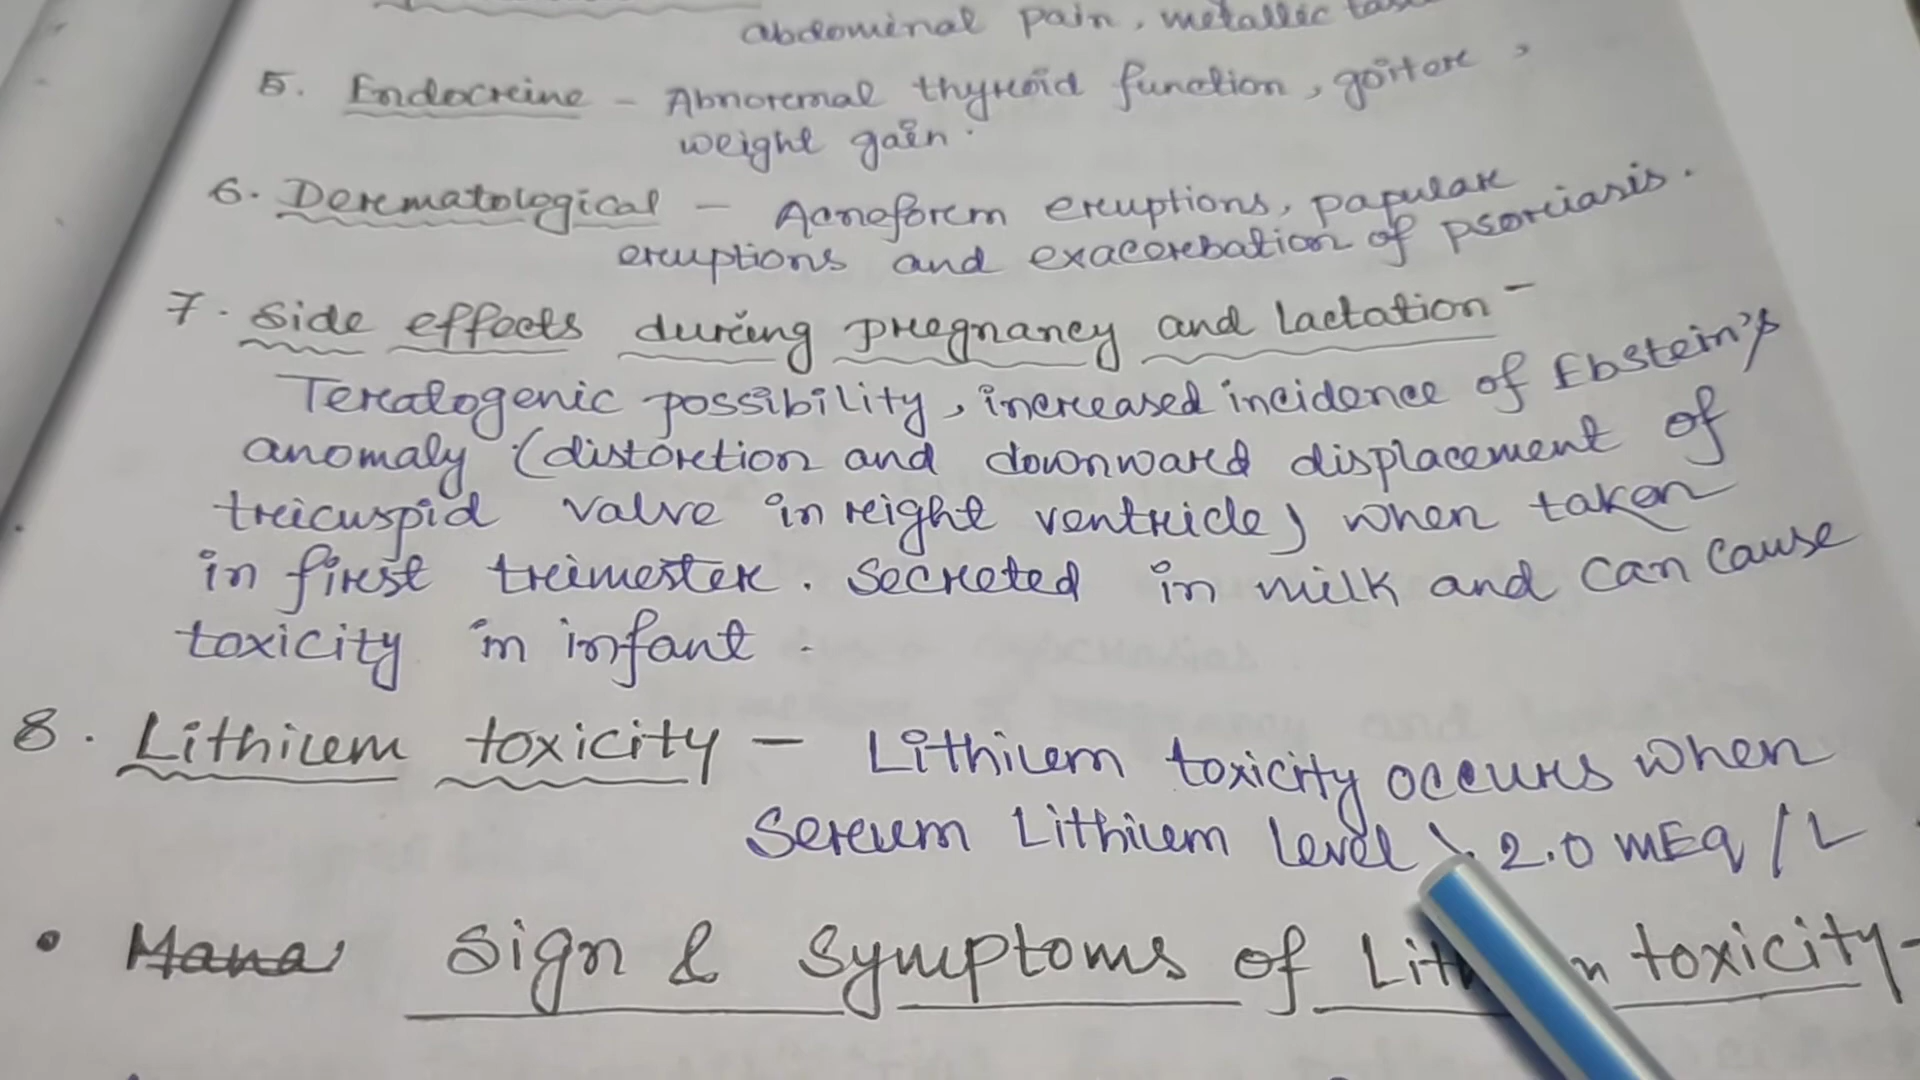 abdominal pain, metallic
5. Endocrine - Abnormal thyroid function, goiter,
weight gain.
6. Dermatological - Acneform eruptions, papular
eruptions and exacerbation of psoriasis.
7. Side effects during pregnancy and Lactation -
Teratogenic possibility, increased incidence of Ebstein's
anomaly (distortion and downward displacement of
tricuspid valve in right ventricle) when taken
in first trimester. Secreted in milk and can cause
toxicity in infant.
8. Lithium toxicity - Lithium toxicity occurs when
Serum Lithium level > 2.0 mEq/L
• Sign & Symptoms of toxicity-